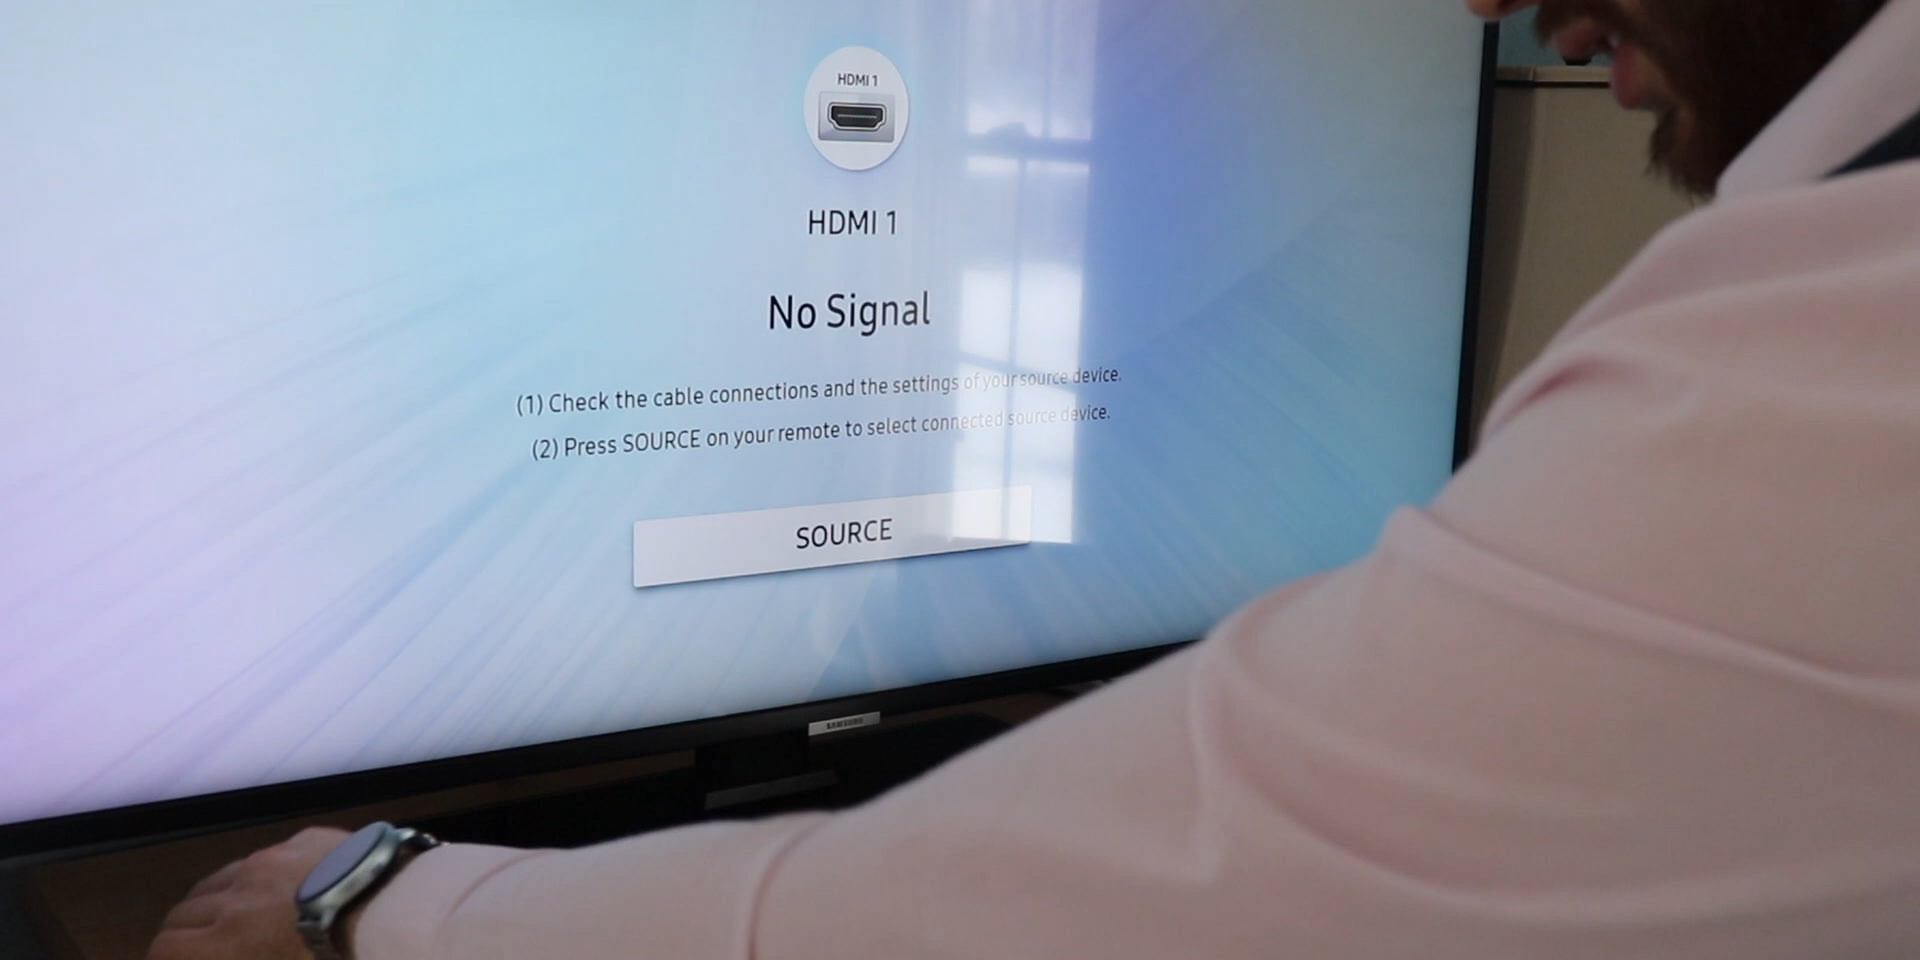 HDMI 1
HDMI 1
No Signal
(1) Check the cable connections and the settings of your source device.
(2) Press SOURCE on your remote to select connected source device.
SOURCE
SAMSUNG